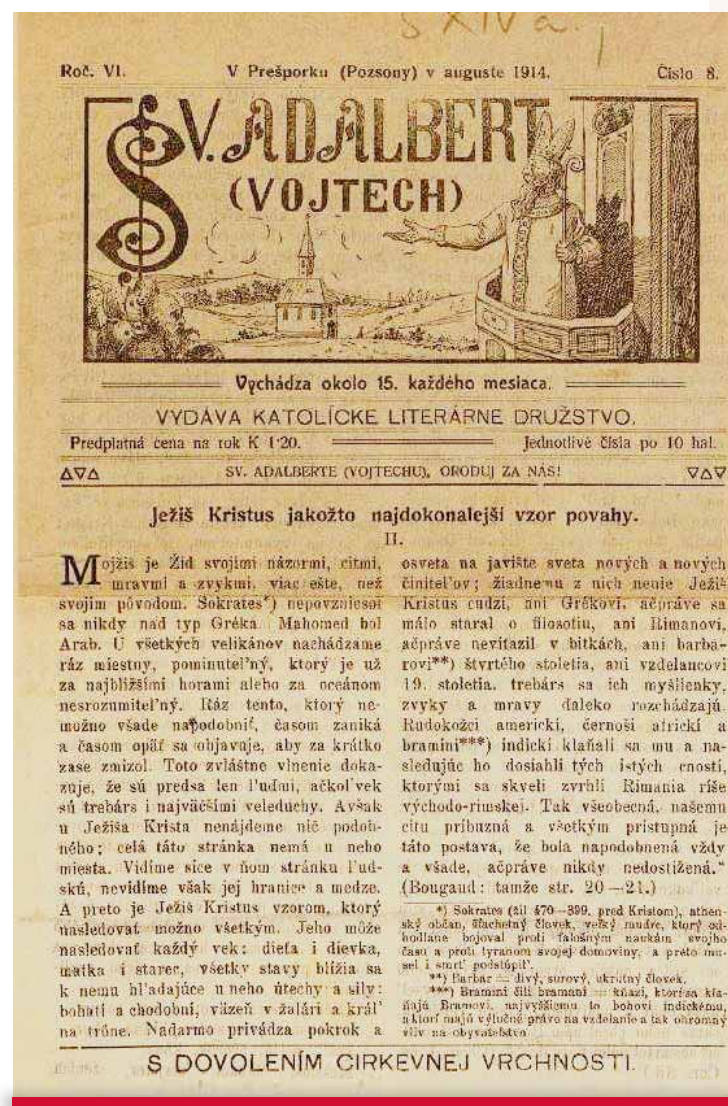 S XIV a.
Roč. VI.
V Prešporku (Pozsony) v auguste 1914.
Číslo 8.
SV. ADALBERT
(VOJTECH)
Vychádza okolo 15. každého mesiaca.
VYDÁVA KATOLÍCKE LITERÁRNE DRUŽSTVO.
Predplatná cena na rok K 1·20.
Jednotlivé čísla po 10 hal.
SV. ADALBERTE (VOJTECHU), ORODUJ ZA NÁS!
Ježiš Kristus jakožto najdokonalejší vzor povahy.
II.
Mojžiš je Žid svojími názormi, citmi,
mravmi a zvykmi, viac ešte, než
svojím pôvodom. Sokrates*) nepovzniesol
sa nikdy nad typ Gréka. Mahomed bol
Arab. U všetkých velikánov nachádzame
ráz miestny, pominuteľný, ktorý je už
za najbližšími horami alebo za oceánom
nesrozumiteľný. Ráz tento, ktorý ne-
možno všade napodobniť, časom zaniká
a časom opäť sa objavuje, aby za krátko
zase zmizol. Toto zvláštne vlnenie doka-
zuje, že sú predsa len ľudmi, ačkoľvek
sú trebárs i najväčšími veleduchy. Avšak
u Ježiša Krista nenájdeme nič podob-
ného; celá táto stránka nemá u neho
miesta. Vidíme síce v ňom stránku ľud-
skú, nevidíme však jej hranice a medze.
A preto je Ježiš Kristus vzorom, ktorý
nasledovať možno všetkým. Jeho môže
nasledovať každý vek: dieťa i dievka,
matka i starec, všetky stavy blížia sa
k nemu hľadajúce u neho útechy a sily:
boháti a chodobní, väzeň v žalári a kráľ
na tróne. Nadarmo privádza pokrok a
osveta na javište sveta nových a nových
činiteľov; žiadnemu z nich nenie Ježiš
Kristus cudzí, ani Grékovi, ačpráve sa
málo staral o filosofiu, ani Rimanovi,
ačpráve nevíťazil v bitkách, ani barba-
rovi**) štvrtého stoletia, ani vzdelancovi
19. stoletia, trebárs sa ich myšlienky,
zvyky a mravy ďaleko rozchádzajú.
Rudokožci americkí, černoši africkí a
bramíni***) indickí klaňali sa mu a na-
sledujúc ho dosiahli tých istých cností,
ktorými sa skveli zvrhlí Rimania ríše
východo-rimskej. Tak všeobecná, našemu
citu príbuzná a všetkým prístupná je
táto postava, že bola napodobnená vždy
a všade, ačpráve nikdy nedostižená."
(Bougaud: tamže str. 20—21.)
*) Sokrates (žil 470—399. pred Kristom), athen-
ský občan, šľachetný človek, veľký mudrc, ktorý od-
hodlane bojoval proti falošným naukám svojho
času a proti tyranom svojej domoviny, a preto mu-
sel i smrť podstúpiť.
**) Barbar = divý, surový, ukrutný človek.
***) Bramíni čili bramani = kňazi, ktorí sa kla-
ňajú Bramovi, najvyššiemu to bohovi indickému,
a ktorí majú výlučné právo na vzdelanie a tak ohromný
vliv na obyvateľstvo.
S DOVOLENÍM CIRKEVNEJ VRCHNOSTI.